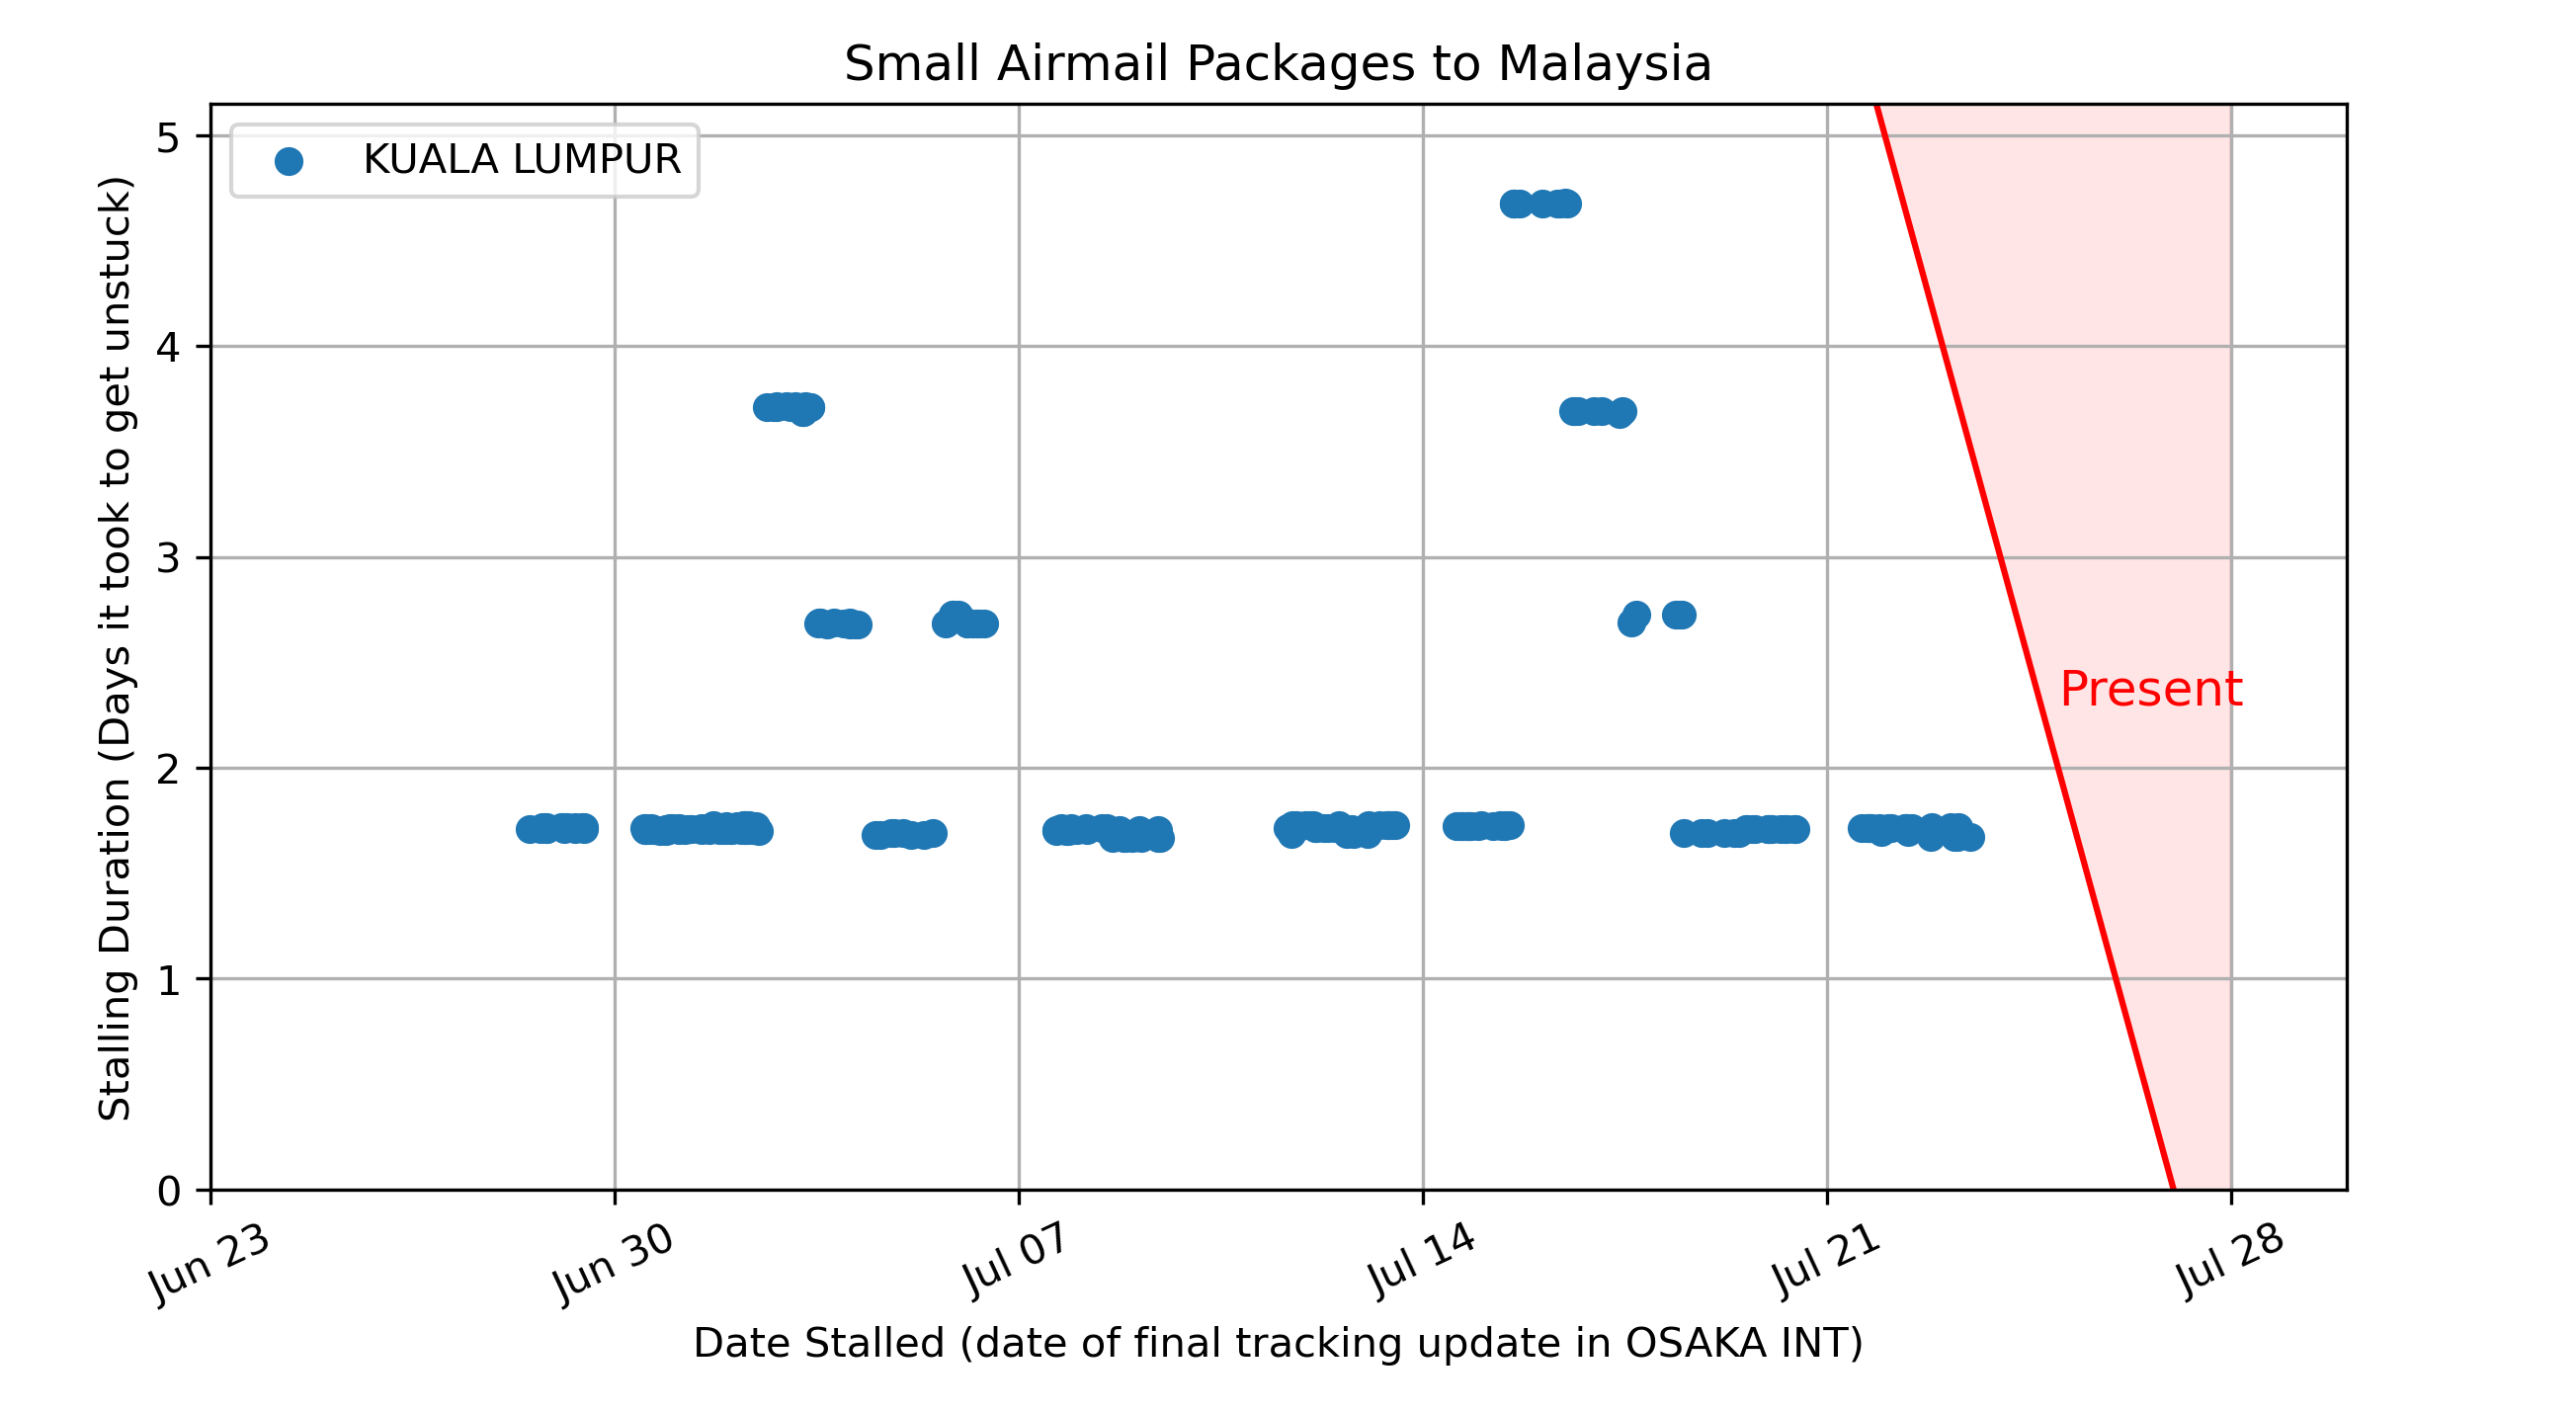 Small Airmail Packages to Malaysia
KUALA LUMPUR
Stalling Duration (Days it took to get unstuck)
5
4
3
2
1
0
Present
Jun 23
Jun 30
Jul 07
Jul 14
Jul 21
Jul 28
Date Stalled (date of final tracking update in OSAKA INT)